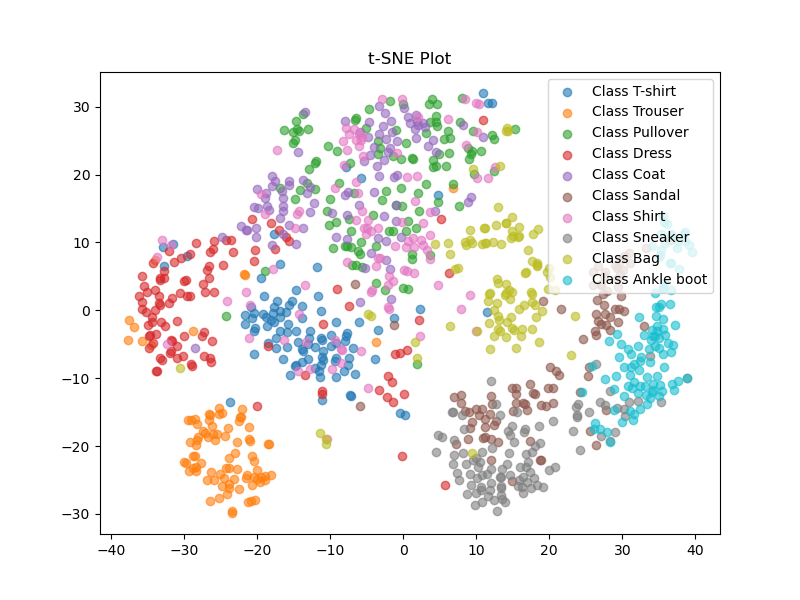 t-SNE Plot
Class T-shirt
Class Trouser
Class Pullover
Class Dress
Class Coat
Class Sandal
Class Shirt
Class Sneaker
Class Bag
Class Ankle boot
30
20
10
0
−10
−20
−30
−40 −30 −20 −10 0 10 20 30 40